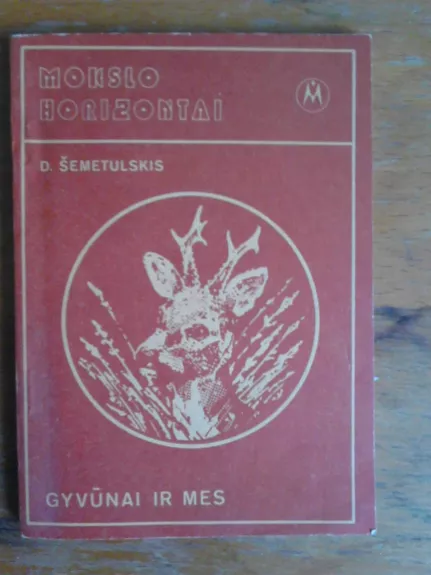 MOKSLO
HORIZONTAI
M
D. ŠEMETULSKIS
GYVŪNAI IR MES